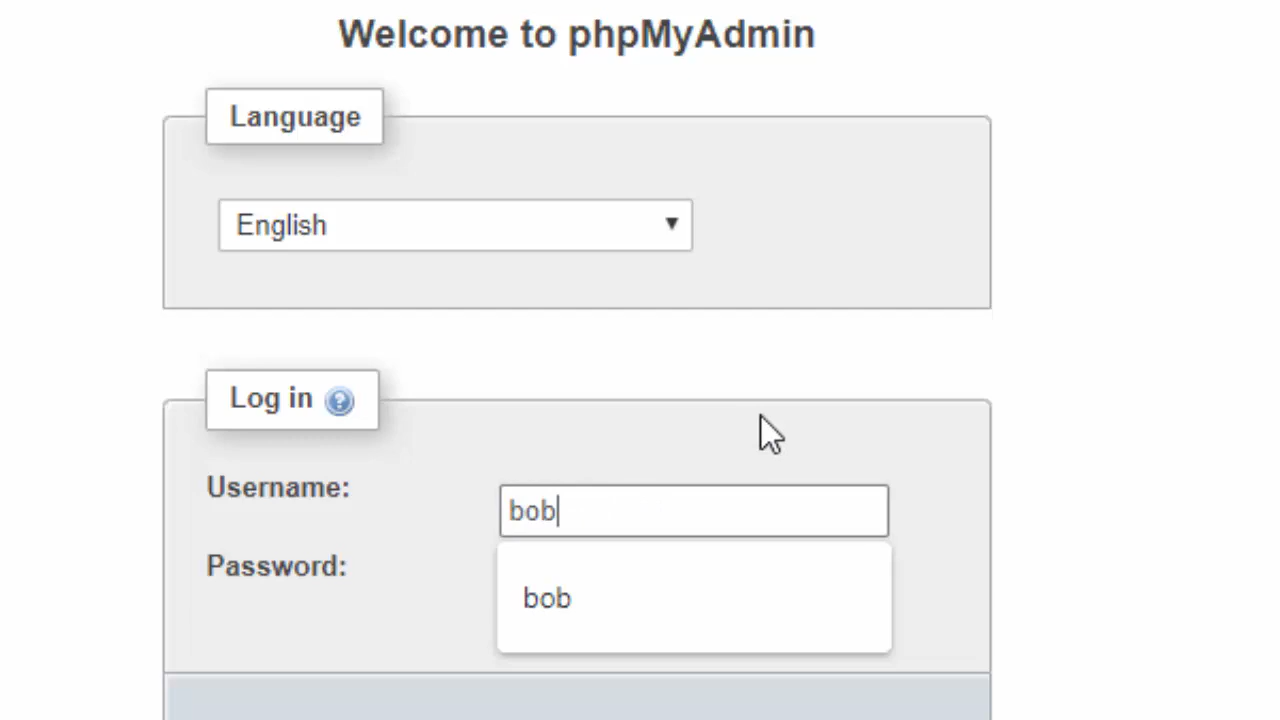 Welcome to phpMyAdmin
Language
English
Log in
Username:
bob
Password:
bob